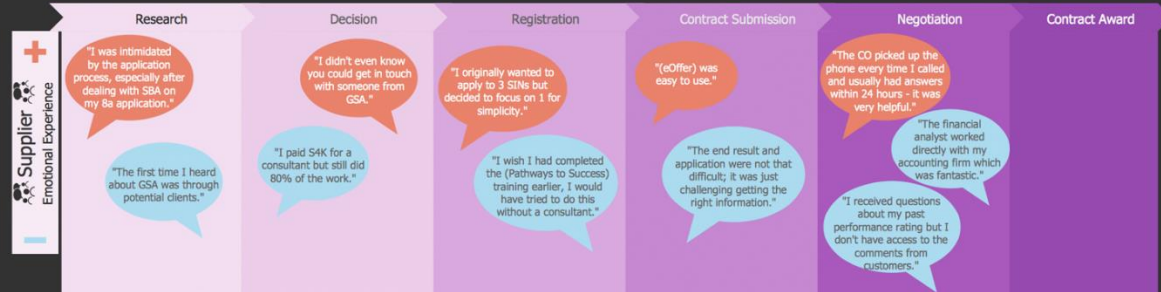 Research
Decision
Registration
Contract Submission
Negotiation
Contract Award
+
Supplier
Emotional Experience
−
"I was intimidated
by the application
process, especially after
dealing with SBA on
my 8a application."
"The first time I heard
about GSA was through
potential clients."
"I didn't even know
you could get in touch
with someone from
GSA."
"I paid S4K for a
consultant but still did
80% of the work."
"I originally wanted to
apply to 3 SINs but
decided to focus on 1 for
simplicity."
"I wish I had completed
the (Pathways to Success)
training earlier, I would
have tried to do this
without a consultant."
"(eOffer) was
easy to use."
"The end result and
application were not that
difficult; it was just
challenging getting the
right information."
"The CO picked up the
phone every time I called
and usually had answers
within 24 hours - it was
very helpful."
"The financial
analyst worked
directly with my
accounting firm which
was fantastic."
"I received questions
about my past
performance rating but I
don't have access to the
comments from
customers."